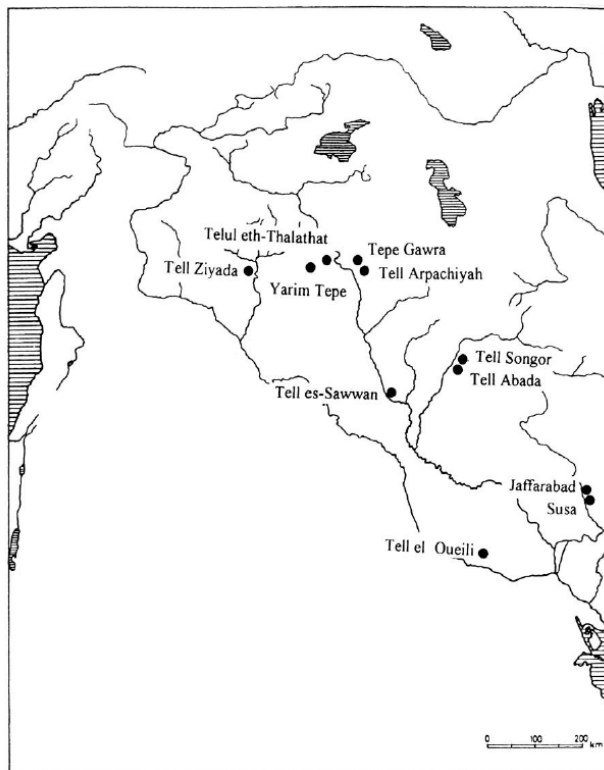 Telul eth-Thalathat
Tepe Gawra
Tell Ziyada
Tell Arpachiyah
Yarim Tepe
Tell Songor
Tell Abada
Tell es-Sawwan
Jaffarabad
Susa
Tell el Oueili
0 100 200
km